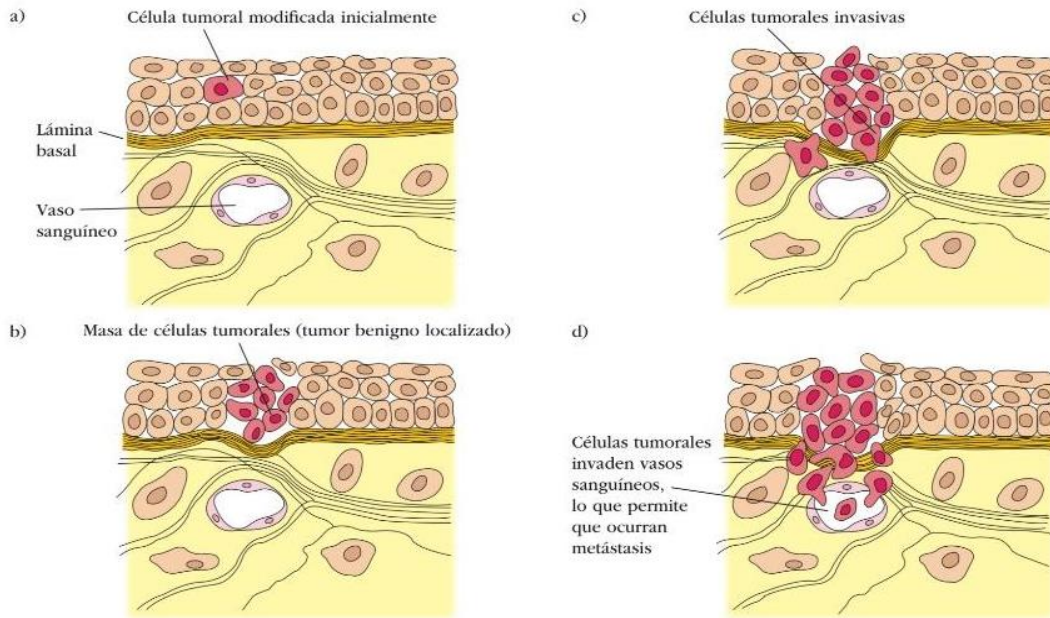 a)
Célula tumoral modificada inicialmente
Lámina
basal
Vaso
sanguíneo
b)
Masa de células tumorales (tumor benigno localizado)
c)
Células tumorales invasivas
d)
Células tumorales
invaden vasos
sanguíneos,
lo que permite
que ocurran
metástasis